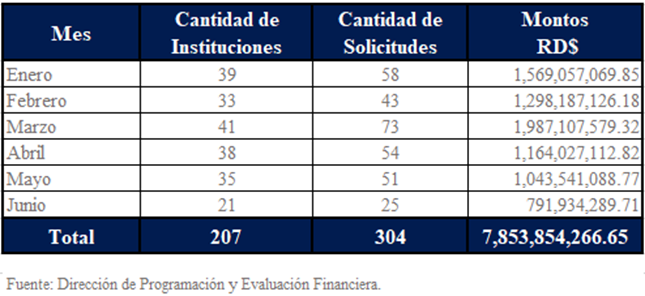 Mes Cantidad de Instituciones Cantidad de Solicitudes Montos RD$
Enero 39 58 1,569,057,069.85
Febrero 33 43 1,298,187,126.18
Marzo 41 73 1,987,107,579.32
Abril 38 54 1,164,027,112.82
Mayo 35 51 1,043,541,088.77
Junio 21 25 791,934,289.71
Total 207 304 7,853,854,266.65
Fuente: Dirección de Programación y Evaluación Financiera.